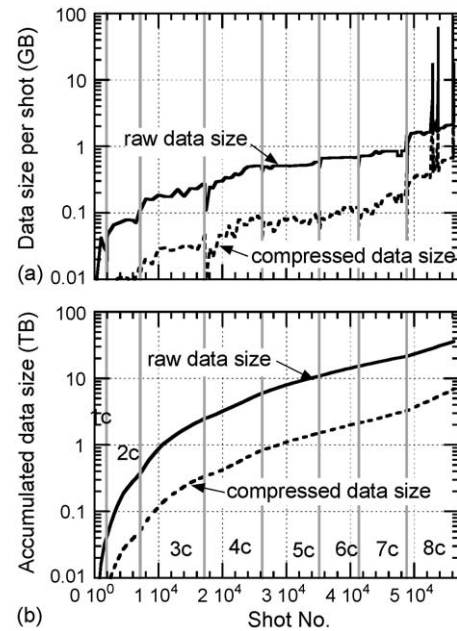 100
10
1
0.1
0.01
Data size per shot (GB)
raw data size
compressed data size
(a)
100
10
1
0.1
0.01
Accumulated data size (TB)
raw data size
compressed data size
1c
2c
3c
4c
5c
6c
7c
8c
0 10⁰
1 10⁴
2 10⁴
3 10⁴
4 10⁴
5 10⁴
(b)
Shot No.